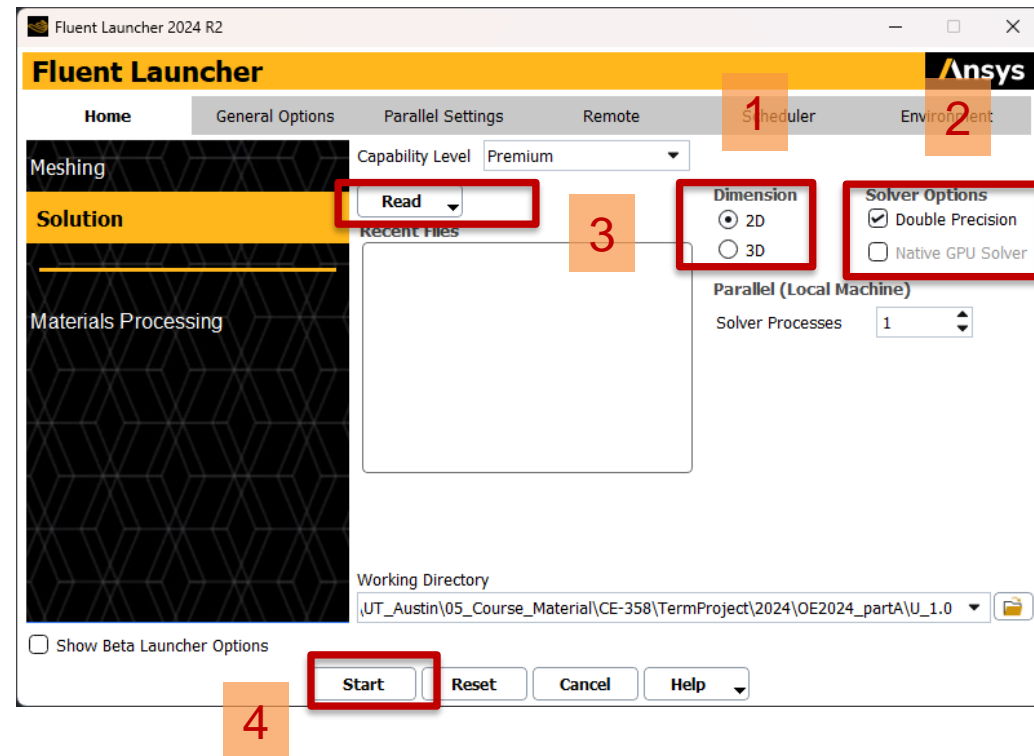 Fluent Launcher 2024 R2
Fluent Launcher
Ansys
Home General Options Parallel Settings Remote Scheduler Environment
1
2
Meshing
Solution
Materials Processing
Capability Level Premium
Read
3
Recent Files
Dimension
2D
3D
Solver Options
Double Precision
Native GPU Solver
Parallel (Local Machine)
Solver Processes 1
Working Directory
\UT_Austin\05_Course_Material\CE-358\TermProject\2024\OE2024_partA\U_1.0
Show Beta Launcher Options
Start Reset Cancel Help
4